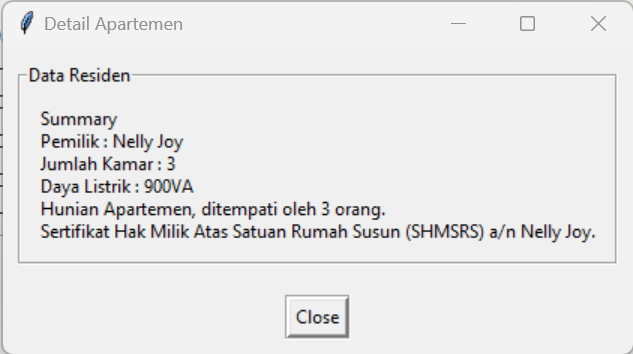 Detail Apartemen
Data Residen
Summary
Pemilik : Nelly Joy
Jumlah Kamar : 3
Daya Listrik : 900VA
Hunian Apartemen, ditempati oleh 3 orang.
Sertifikat Hak Milik Atas Satuan Rumah Susun (SHMSRS) a/n Nelly Joy.
Close